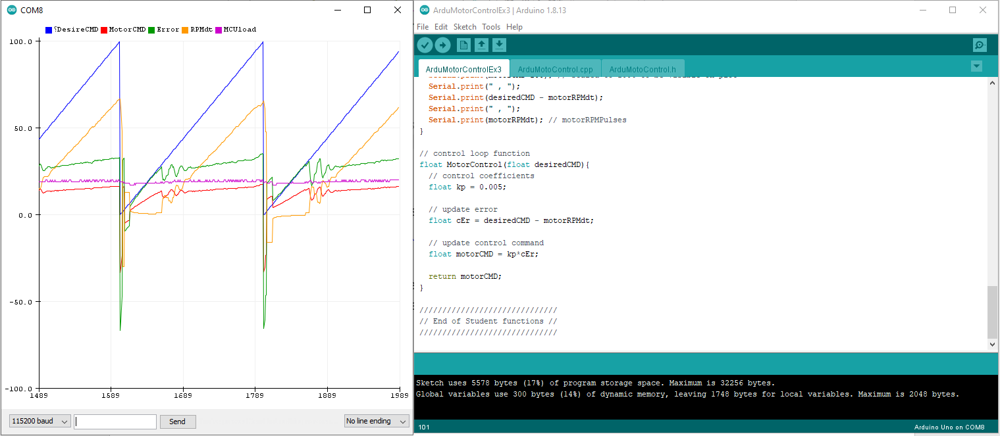 COM8
⸮DesireCMD MotorCMD Error RPMdt MCUload
100.0
50.0
0.0
-50.0
-100.0
1489 1589 1689 1789 1889 1989
115200 baud
Send
No line ending
ArduMotorControlEx3 | Arduino 1.8.13
File Edit Sketch Tools Help
ArduMotorControlEx3 ArduMotoControl.cpp ArduMotoControl.h
Serial.print(" , ");
Serial.print(desiredCMD - motorRPMdt);
Serial.print(" , ");
Serial.print(motorRPMdt); // motorRPMPulses
}
// control loop function
float MotorControl(float desiredCMD){
// control coefficients
float kp = 0.005;
// update error
float cEr = desiredCMD - motorRPMdt;
// update control command
float motorCMD = kp*cEr;
return motorCMD;
}
//////////////////////////////
// End of Student functions //
//////////////////////////////
Sketch uses 5578 bytes (17%) of program storage space. Maximum is 32256 bytes.
Global variables use 300 bytes (14%) of dynamic memory, leaving 1748 bytes for local variables. Maximum is 2048 bytes.
101
Arduino Uno on COM8